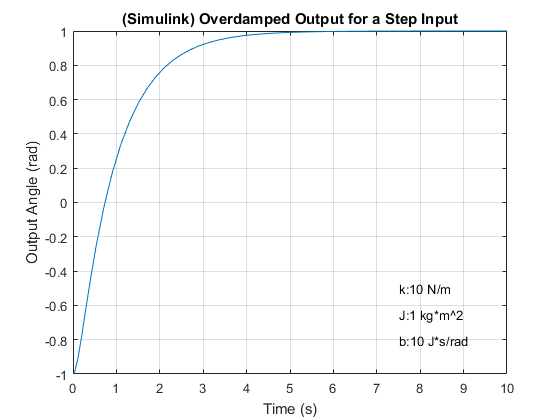 (Simulink) Overdamped Output for a Step Input
1
0.8
0.6
0.4
0.2
0
-0.2
-0.4
-0.6
-0.8
-1
Output Angle (rad)
k:10 N/m
J:1 kg*m^2
b:10 J*s/rad
0 1 2 3 4 5 6 7 8 9 10
Time (s)